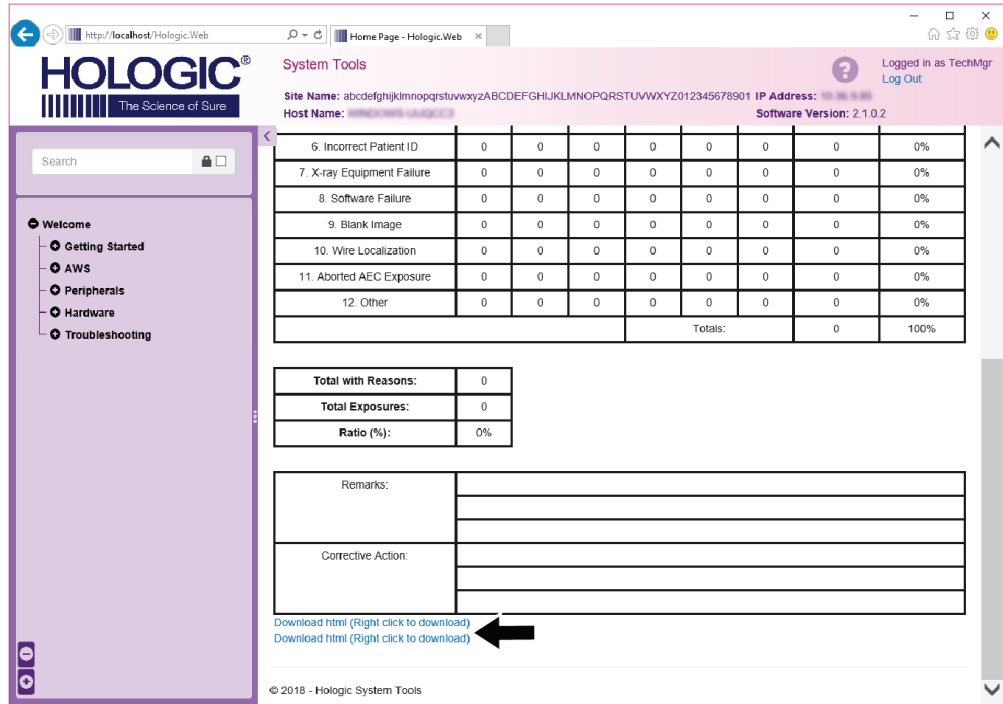 http://localhost/Hologic.Web
Home Page - Hologic.Web
HOLOGIC®
The Science of Sure
System Tools
Logged in as TechMgr
Log Out
Site Name: abcdefghijklmnopqrstuvwxyzABCDEFGHIJKLMNOPQRSTUVWXYZ012345678901 IP Address:
Host Name: Software Version: 2.1.0.2
Search
Welcome
Getting Started
AWS
Peripherals
Hardware
Troubleshooting
6. Incorrect Patient ID 0 0 0 0 0 0 0 0%
7. X-ray Equipment Failure 0 0 0 0 0 0 0 0%
8. Software Failure 0 0 0 0 0 0 0 0%
9. Blank Image 0 0 0 0 0 0 0 0%
10. Wire Localization 0 0 0 0 0 0 0 0%
11. Aborted AEC Exposure 0 0 0 0 0 0 0 0%
12. Other 0 0 0 0 0 0 0 0%
Totals: 0 100%
Total with Reasons: 0
Total Exposures: 0
Ratio (%): 0%
Remarks:
Corrective Action:
Download html (Right click to download)
Download html (Right click to download)
© 2018 - Hologic System Tools